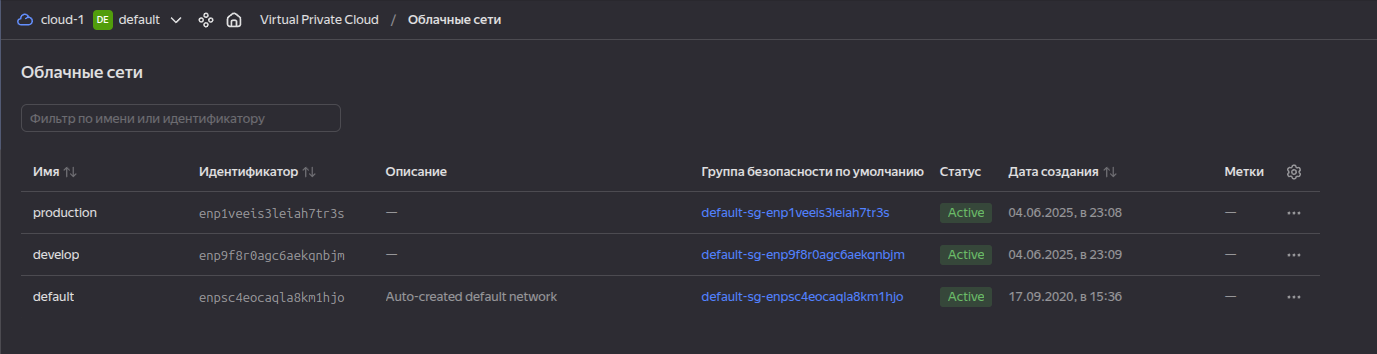 cloud-1 DE default Virtual Private Cloud / Облачные сети
Облачные сети
Фильтр по имени или идентификатору
Имя Идентификатор Описание Группа безопасности по умолчанию Статус Дата создания Метки
production enp1veeis3leiah7tr3s — default-sg-enp1veeis3leiah7tr3s Active 04.06.2025, в 23:08 —
develop enp9f8r0agc6aekqnbjm — default-sg-enp9f8r0agc6aekqnbjm Active 04.06.2025, в 23:09 —
default enpsc4eocaqla8km1hjo Auto-created default network default-sg-enpsc4eocaqla8km1hjo Active 17.09.2020, в 15:36 —